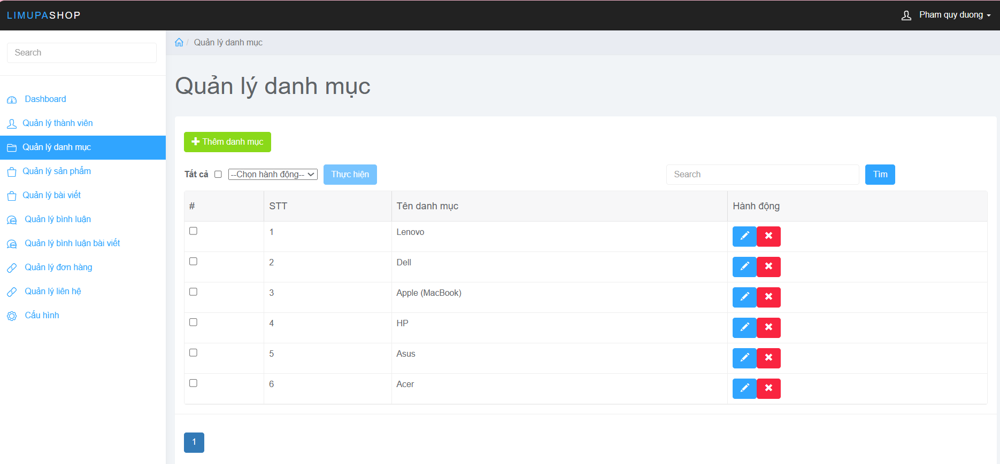 LIMUPASHOP
Pham quy duong
Search
Dashboard
Quản lý thành viên
Quản lý danh mục
Quản lý sản phẩm
Quản lý bài viết
Quản lý bình luận
Quản lý bình luận bài viết
Quản lý đơn hàng
Quản lý liên hệ
Cấu hình
/ Quản lý danh mục
Quản lý danh mục
Thêm danh mục
Tất cả --Chọn hành động-- Thực hiện Search Tìm
# STT Tên danh mục Hành động
1 Lenovo
2 Dell
3 Apple (MacBook)
4 HP
5 Asus
6 Acer
1